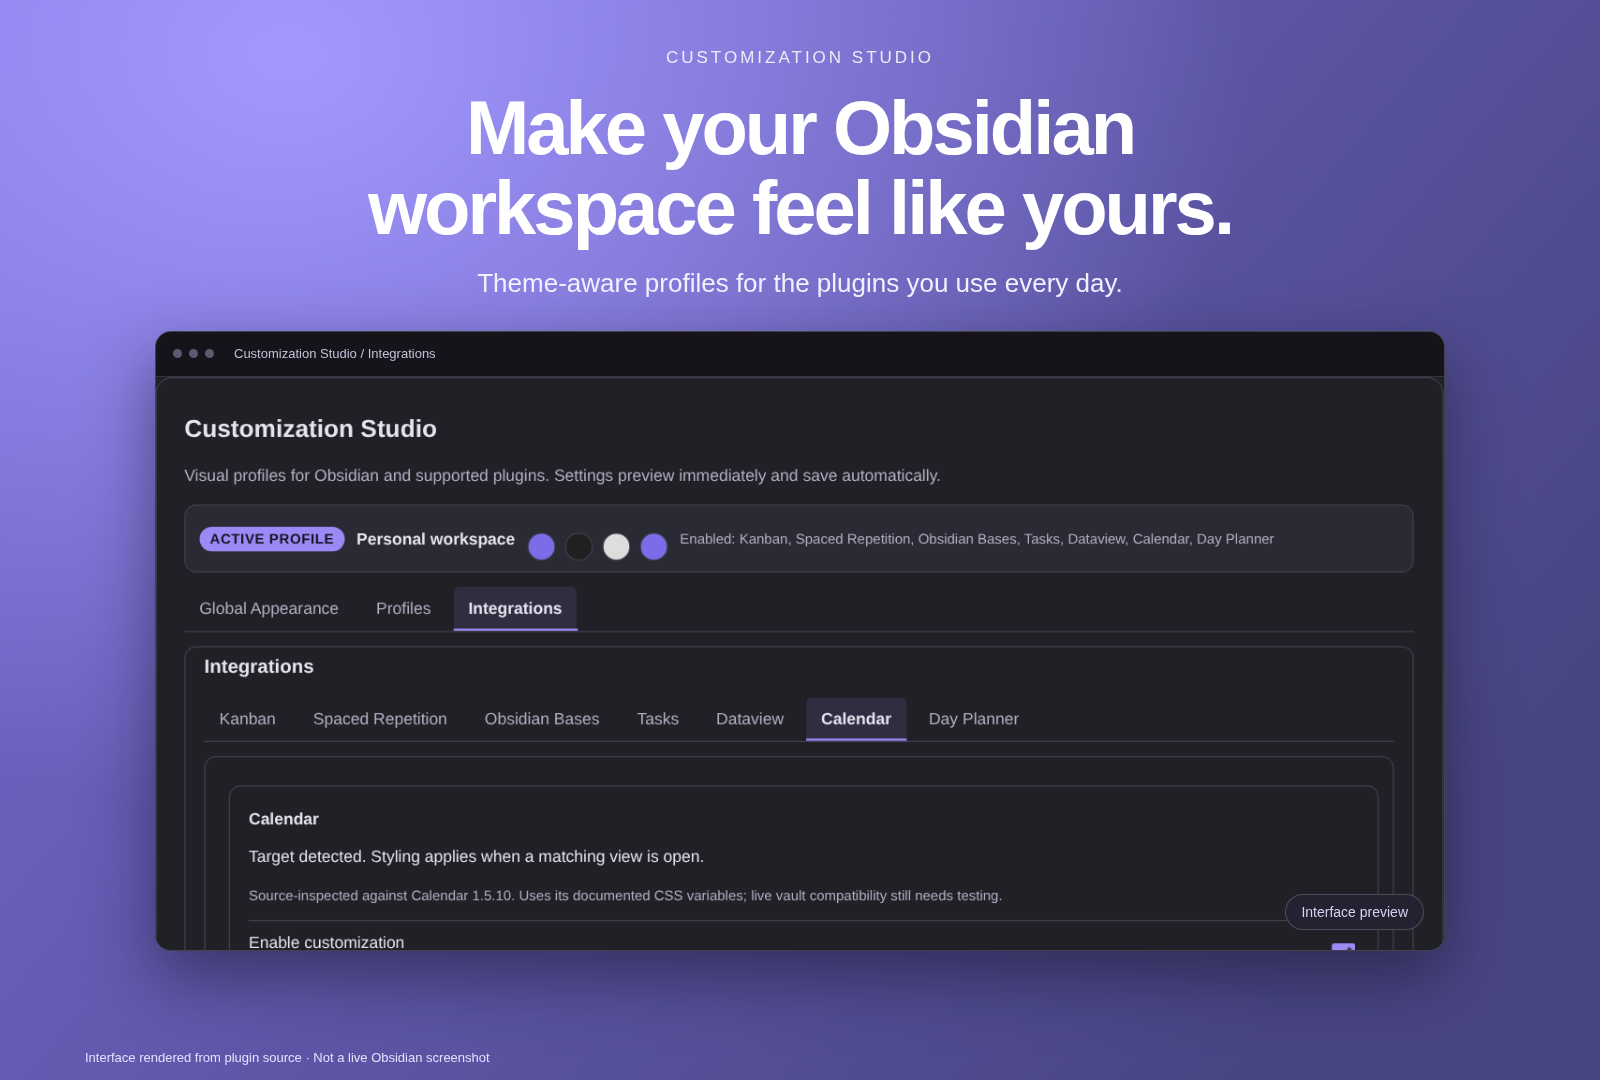 CUSTOMIZATION STUDIO
Make your Obsidian
workspace feel like yours.
Theme-aware profiles for the plugins you use every day.
Customization Studio / Integrations
Customization Studio
Visual profiles for Obsidian and supported plugins. Settings preview immediately and save automatically.
ACTIVE PROFILE Personal workspace Enabled: Kanban, Spaced Repetition, Obsidian Bases, Tasks, Dataview, Calendar, Day Planner
Global Appearance Profiles Integrations
Integrations
Kanban Spaced Repetition Obsidian Bases Tasks Dataview Calendar Day Planner
Calendar
Target detected. Styling applies when a matching view is open.
Source-inspected against Calendar 1.5.10. Uses its documented CSS variables; live vault compatibility still needs testing.
Interface preview
Enable customization
Interface rendered from plugin source · Not a live Obsidian screenshot